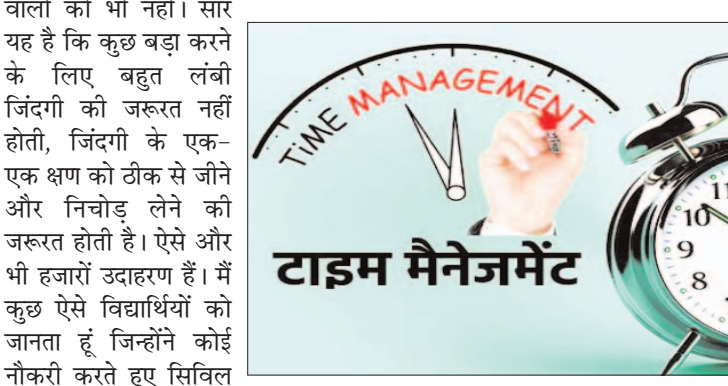 वालों को भी नहीं। सार
यह है कि कुछ बड़ा करने
के लिए बहुत लंबी
जिंदगी की जरूरत नहीं
होती, जिंदगी के एक-
एक क्षण को ठीक से जीने
और निचोड़ लेने की
जरूरत होती है। ऐसे और
भी हजारों उदाहरण हैं। मैं
कुछ ऐसे विद्यार्थियों को
जानता हूं जिन्होंने कोई
नौकरी करते हुए सिविल
TIME MANAGEMENT
टाइम मैनेजमेंट
11
10
9
8